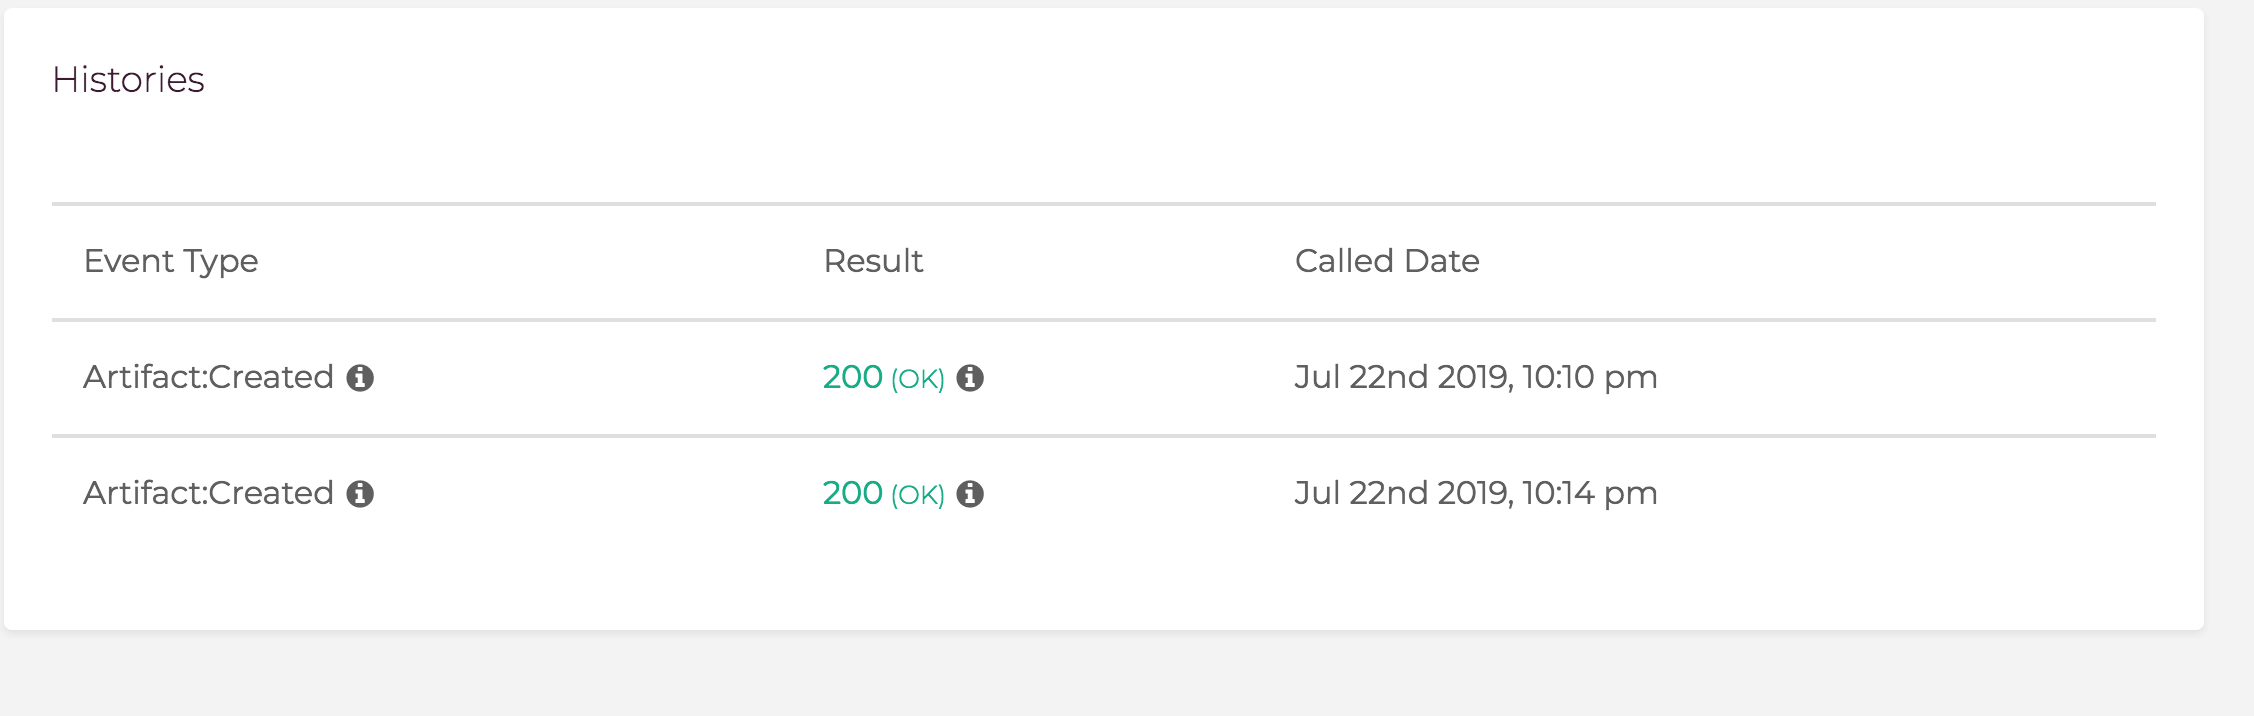 Histories
Event Type Result Called Date
Artifact:Created 200 (OK) Jul 22nd 2019, 10:10 pm
Artifact:Created 200 (OK) Jul 22nd 2019, 10:14 pm